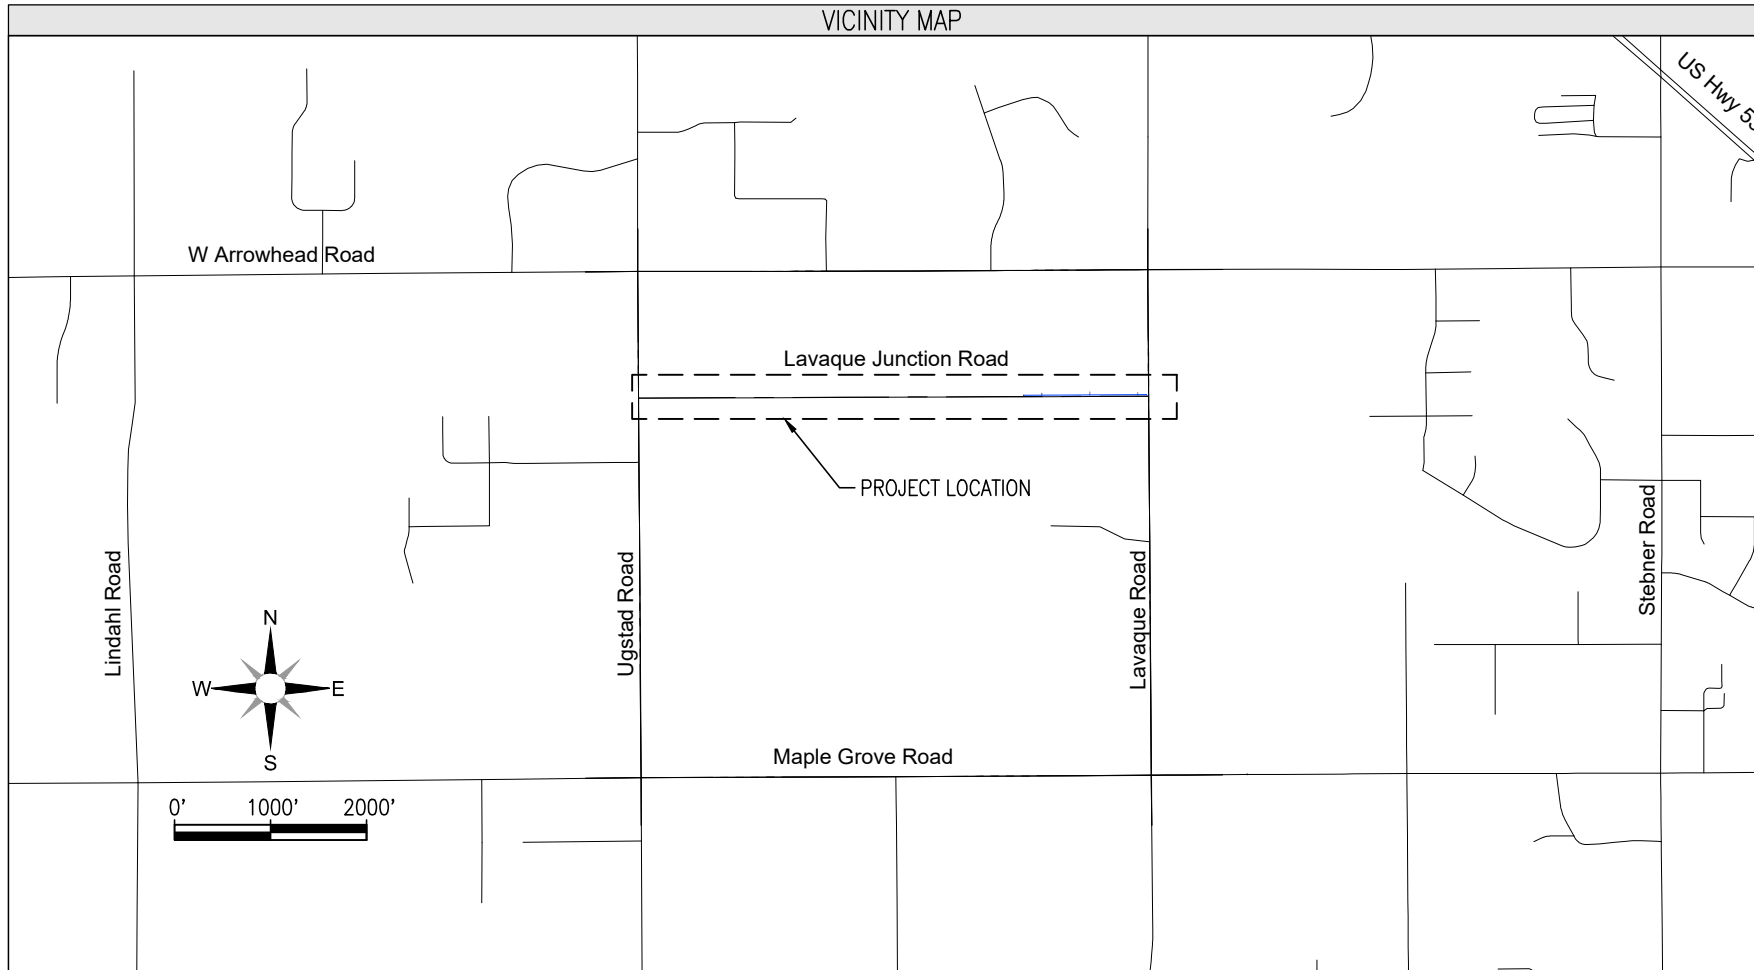 VICINITY MAP
US Hwy 53
W Arrowhead Road
Lavaque Junction Road
PROJECT LOCATION
Lindahl Road
Ugstad Road
Lavaque Road
Stebner Road
N
W
E
S
Maple Grove Road
0' 1000' 2000'